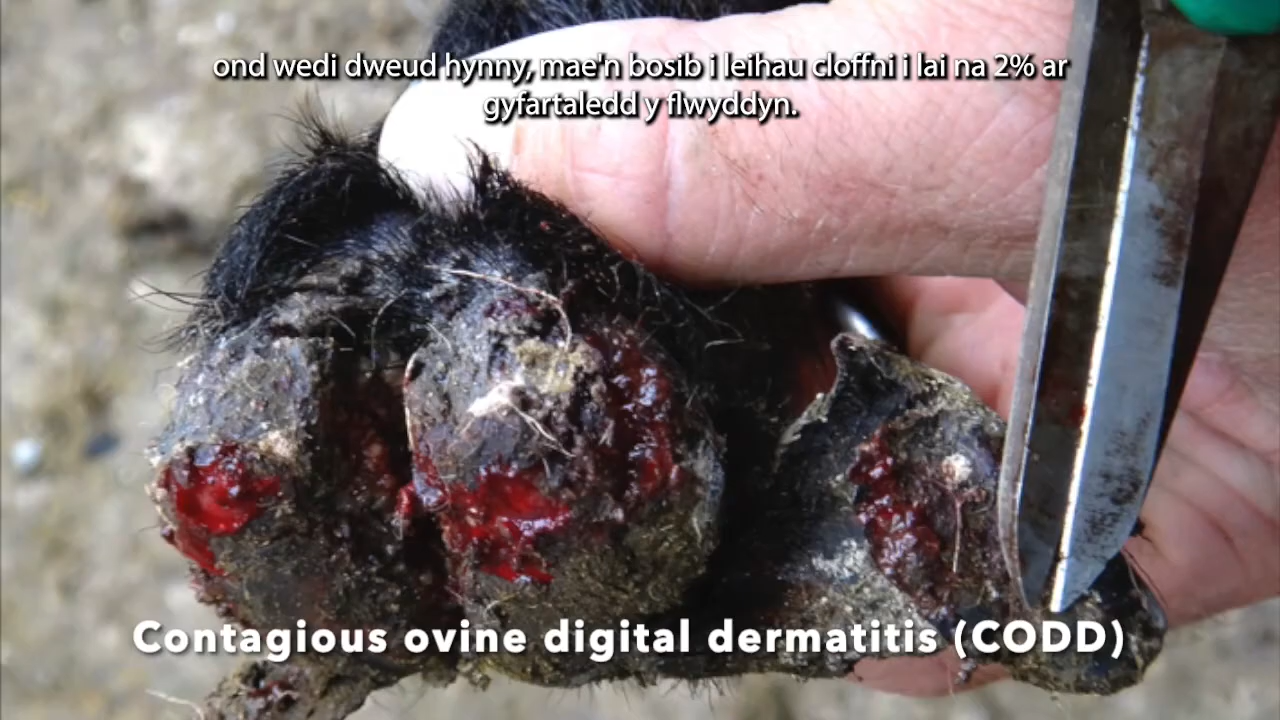 ond wedi dweud hynny, mae'n bosib i leihau cloffni i lai na 2% ar
gyfartaledd y flwyddyn.
Contagious ovine digital dermatitis (CODD)